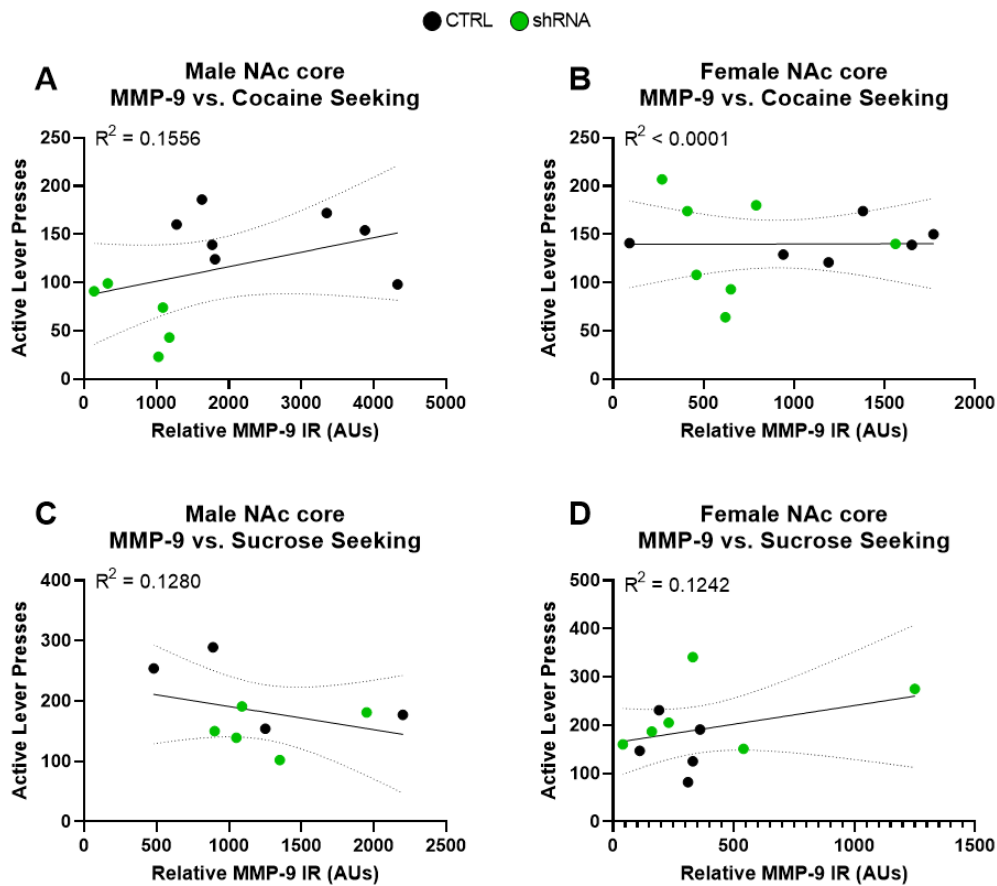 CTRL shRNA
A
Male NAc core
MMP-9 vs. Cocaine Seeking
R² = 0.1556
Active Lever Presses
250
200
150
100
50
0
0 1000 2000 3000 4000 5000
Relative MMP-9 IR (AUs)
B
Female NAc core
MMP-9 vs. Cocaine Seeking
R² < 0.0001
Active Lever Presses
250
200
150
100
50
0
0 500 1000 1500 2000
Relative MMP-9 IR (AUs)
C
Male NAc core
MMP-9 vs. Sucrose Seeking
R² = 0.1280
Active Lever Presses
400
300
200
100
0
0 500 1000 1500 2000 2500
Relative MMP-9 IR (AUs)
D
Female NAc core
MMP-9 vs. Sucrose Seeking
R² = 0.1242
Active Lever Presses
500
400
300
200
100
0
0 500 1000 1500
Relative MMP-9 IR (AUs)